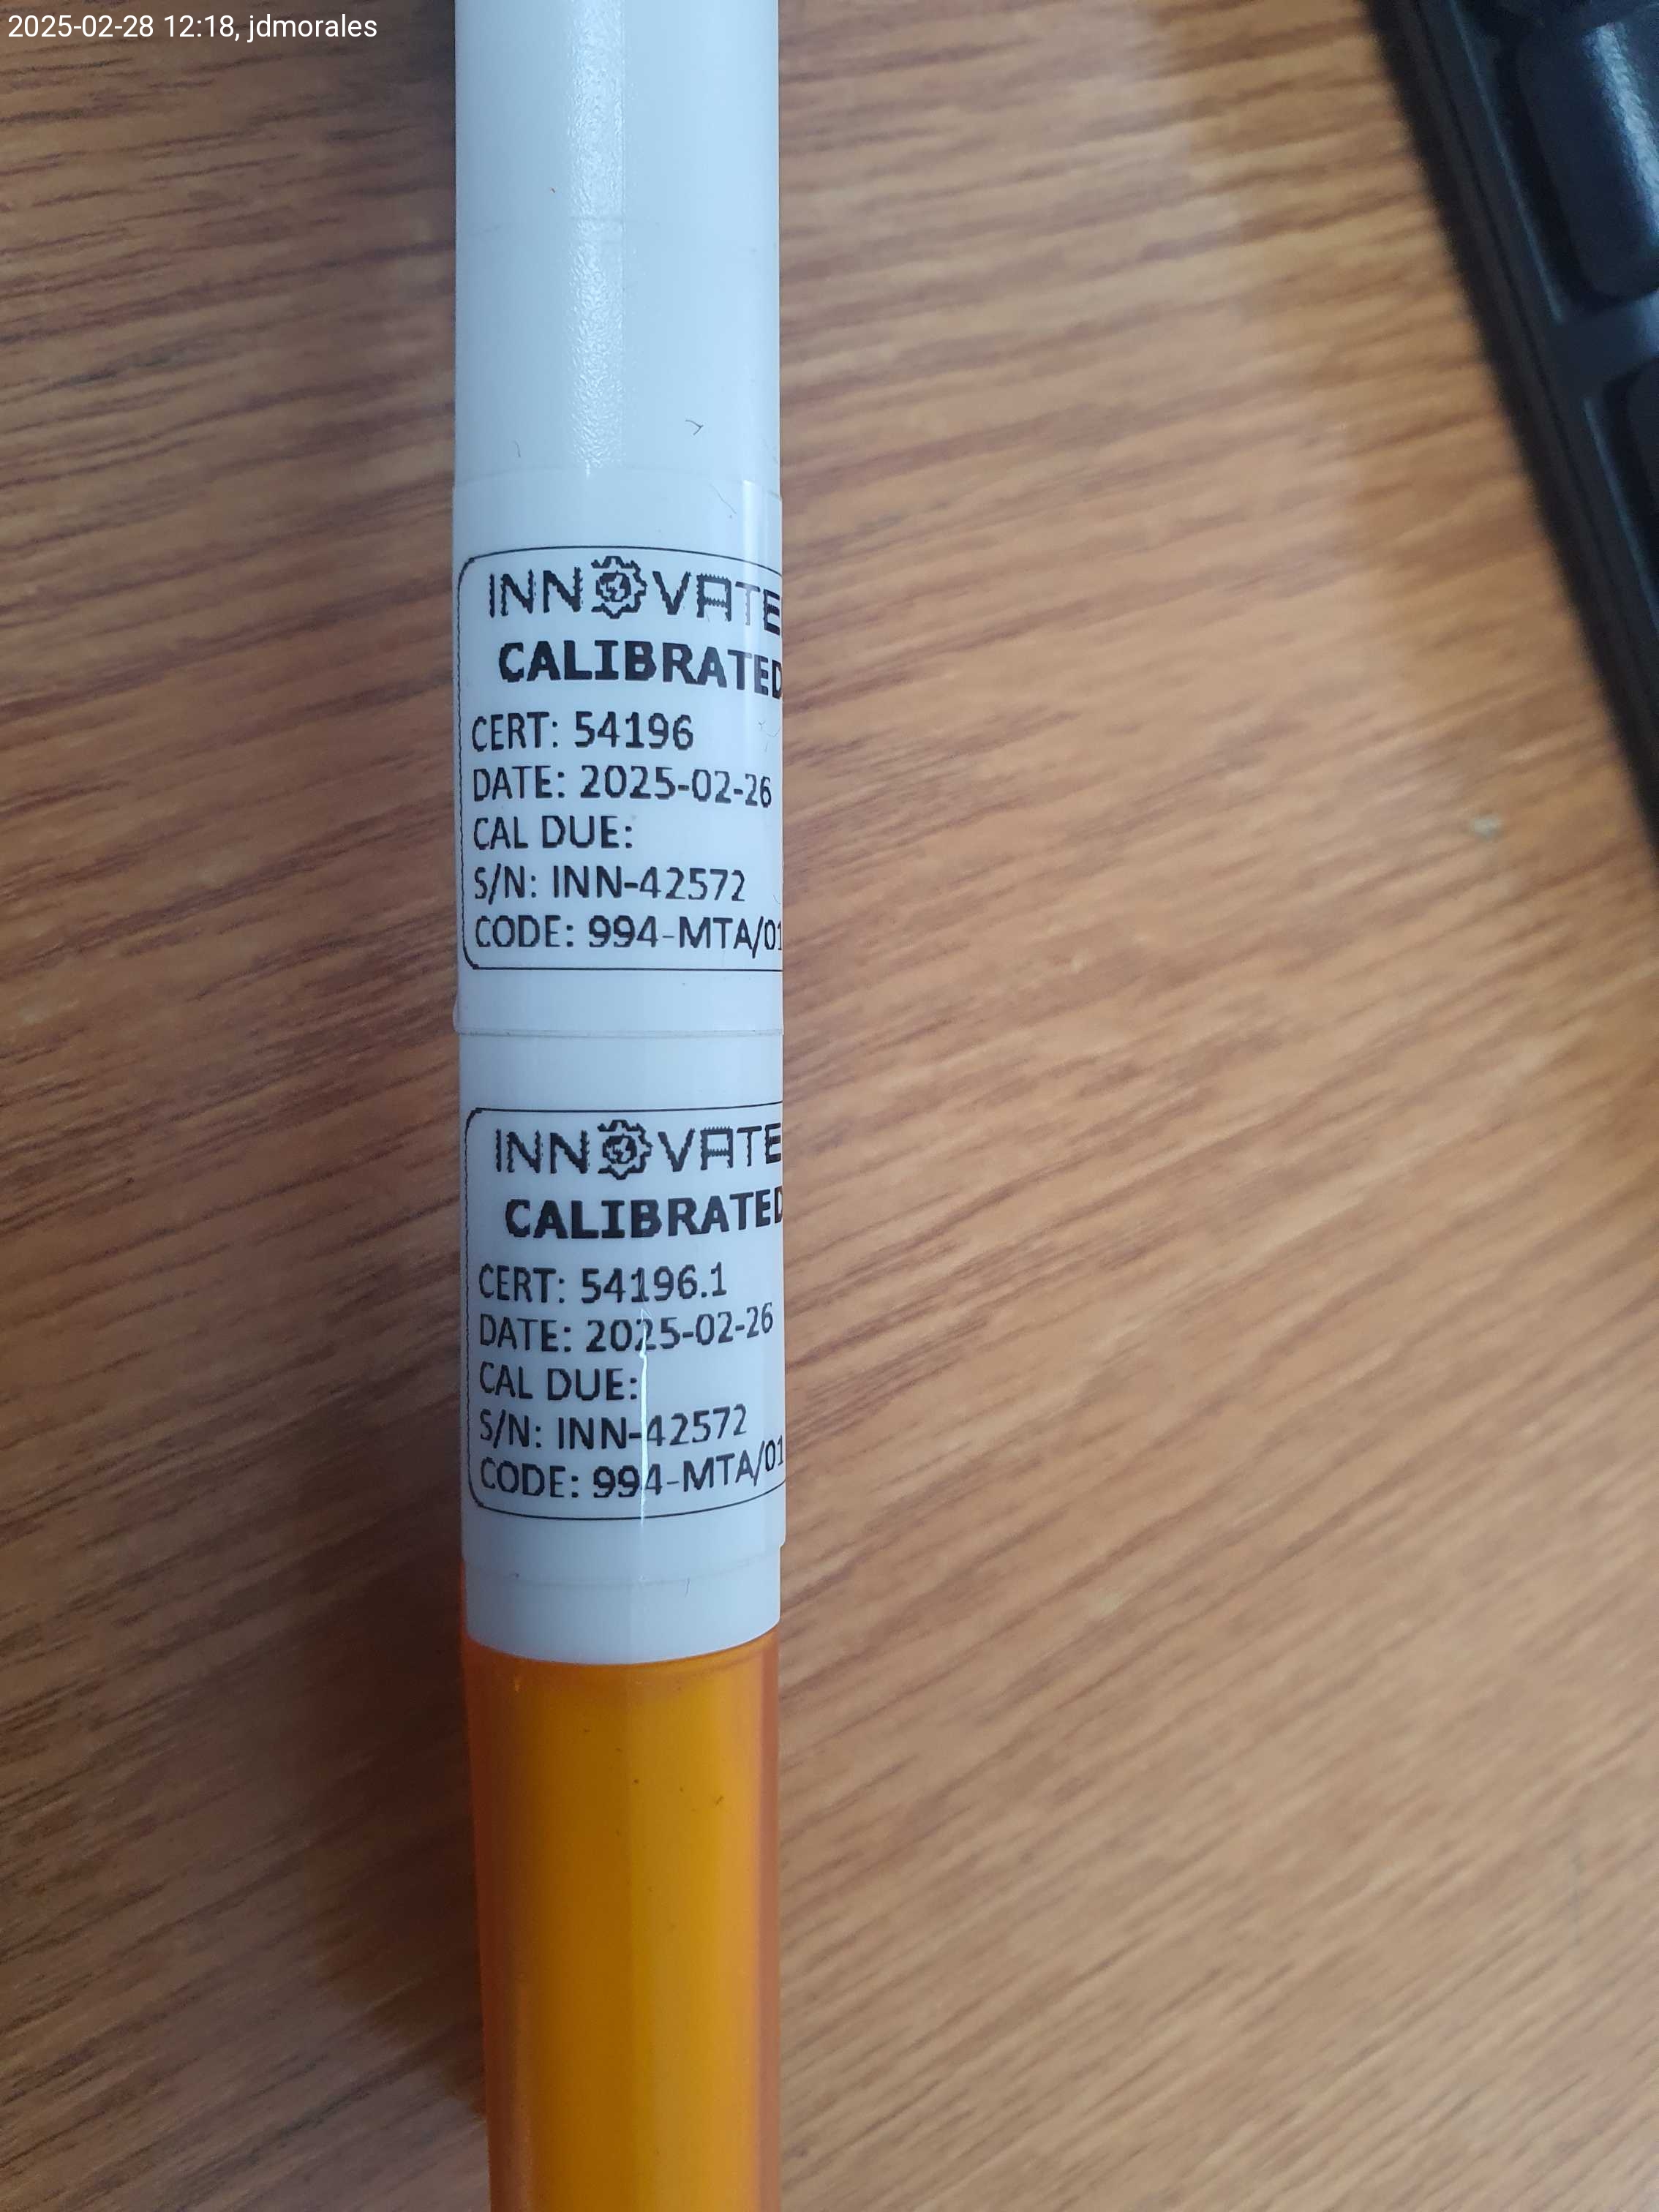 2025-02-28 12:18, jdmorales
INNOVATE
CALIBRATED
CERT: 54196
DATE: 2025-02-26
CAL DUE:
S/N: INN-42572
CODE: 994-MTA/01
INNOVATE
CALIBRATED
CERT: 54196.1
DATE: 2025-02-26
CAL DUE:
S/N: INN-42572
CODE: 994-MTA/01